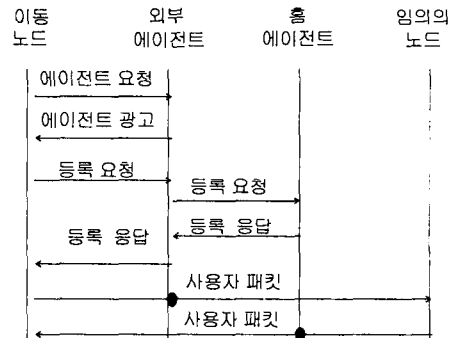 이동
노드
외부
에이전트
홈
에이전트
임의의
노드
에이전트 요청
에이전트 광고
등록 요청
등록 요청
등록 응답
등록 응답
사용자 패킷
사용자 패킷